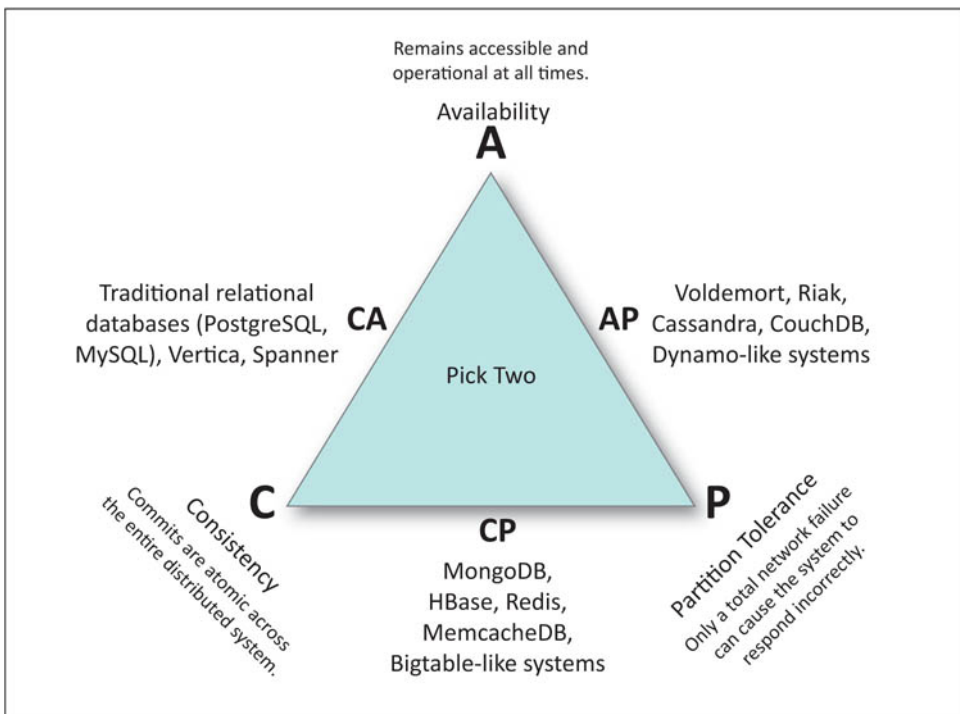 Remains accessible and
operational at all times.
Availability
A
Traditional relational
databases (PostgreSQL,
MySQL), Vertica, Spanner
CA
AP
Voldemort, Riak,
Cassandra, CouchDB,
Dynamo-like systems
Pick Two
C
Consistency
Commits are atomic across
the entire distributed system.
CP
MongoDB,
HBase, Redis,
MemcacheDB,
Bigtable-like systems
P
Partition Tolerance
Only a total network failure
can cause the system to
respond incorrectly.